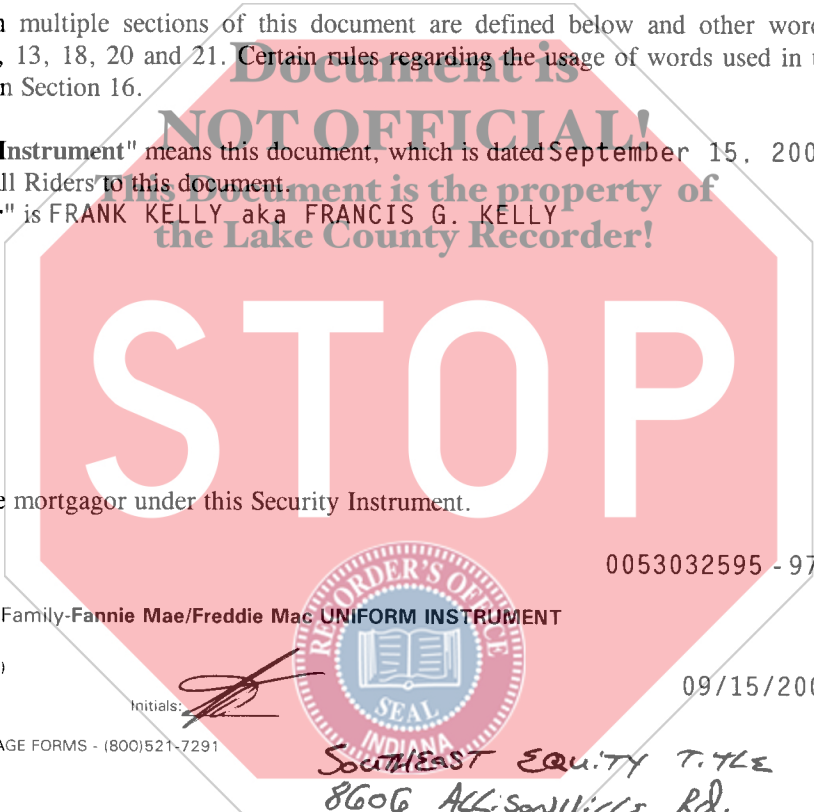 multiple sections of this document are defined below and other
, 13, 18, 20 and 21. Certain rules regarding the usage of words used in
n Section 16.
Document is
NOT OFFICIAL!
This Document is the property of
the Lake County Recorder!
Instrument" means this document, which is dated September 15, 200
ll Riders to this document.
" is FRANK KELLY aka FRANCIS G. KELLY
STOP
e mortgagor under this Security Instrument.
0053032595 - 97
Family-Fannie Mae/Freddie Mac UNIFORM INSTRUMENT
)
Initials:
09/15/200
AGE FORMS - (800)521-7291
RECORDER'S OFFICE
SEAL
INDIANA
SOUTHEAST EQUITY TITLE
8606 ALLISONVILLE RD.